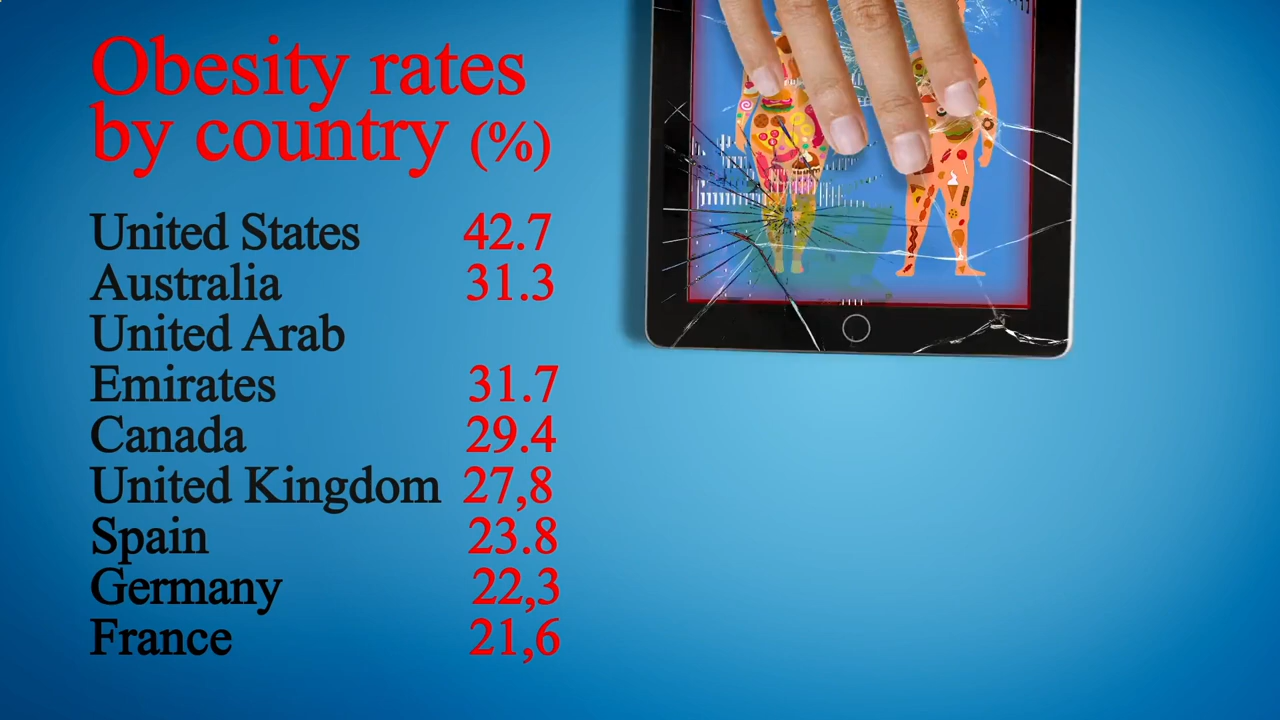 Obesity rates
by country (%)
United States 42.7
Australia 31.3
United Arab
Emirates 31.7
Canada 29.4
United Kingdom 27,8
Spain 23.8
Germany 22,3
France 21,6